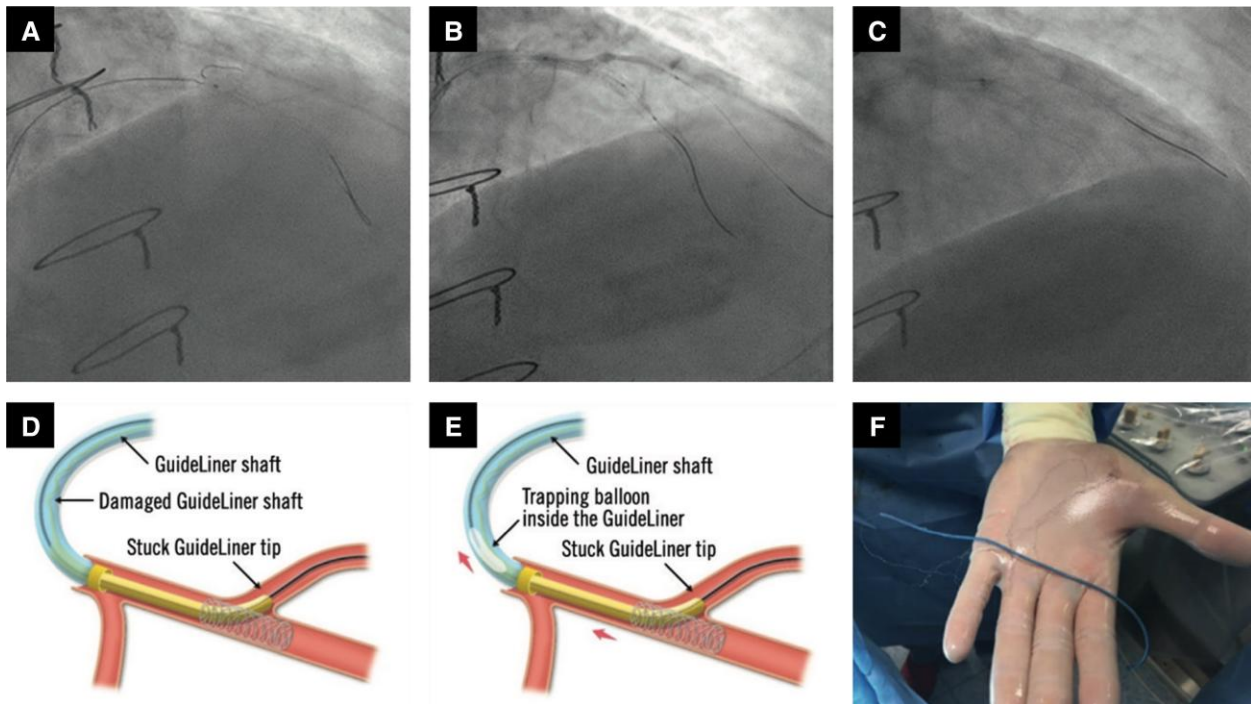 A
B
C
D
GuideLiner shaft
Damaged GuideLiner shaft
Stuck GuideLiner tip
E
GuideLiner shaft
Trapping balloon
inside the GuideLiner
Stuck GuideLiner tip
F